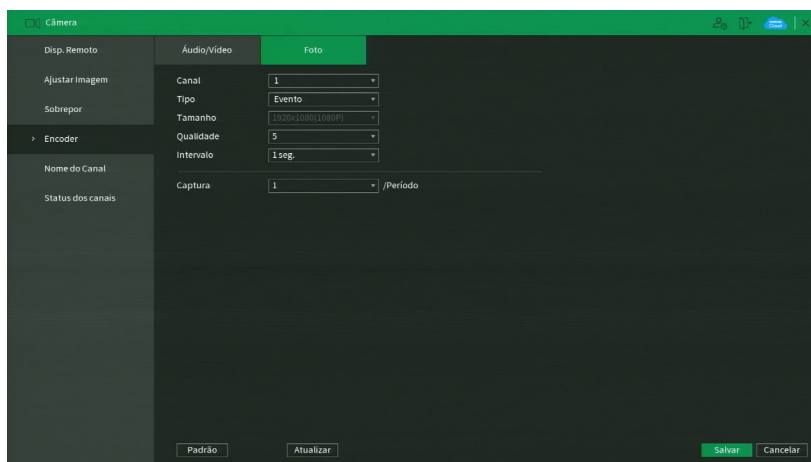 Câmera
Disp. Remoto
Áudio/Vídeo
Foto
Ajustar Imagem
Sobrepor
Encoder
Nome do Canal
Status dos canais
Canal 1
Tipo Evento
Tamanho 1920x1080(1080P)
Qualidade 5
Intervalo 1 seg.
Captura 1 /Período
Padrão
Atualizar
Salvar
Cancelar